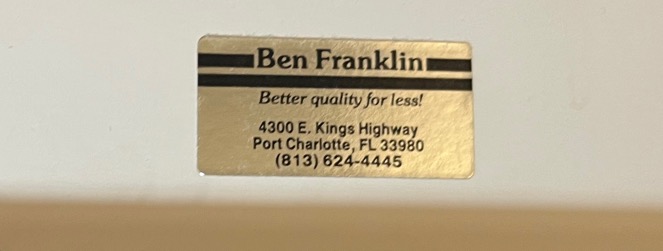 Ben Franklin
Better quality for less!
4300 E. Kings Highway
Port Charlotte, FL 33980
(813) 624-4445